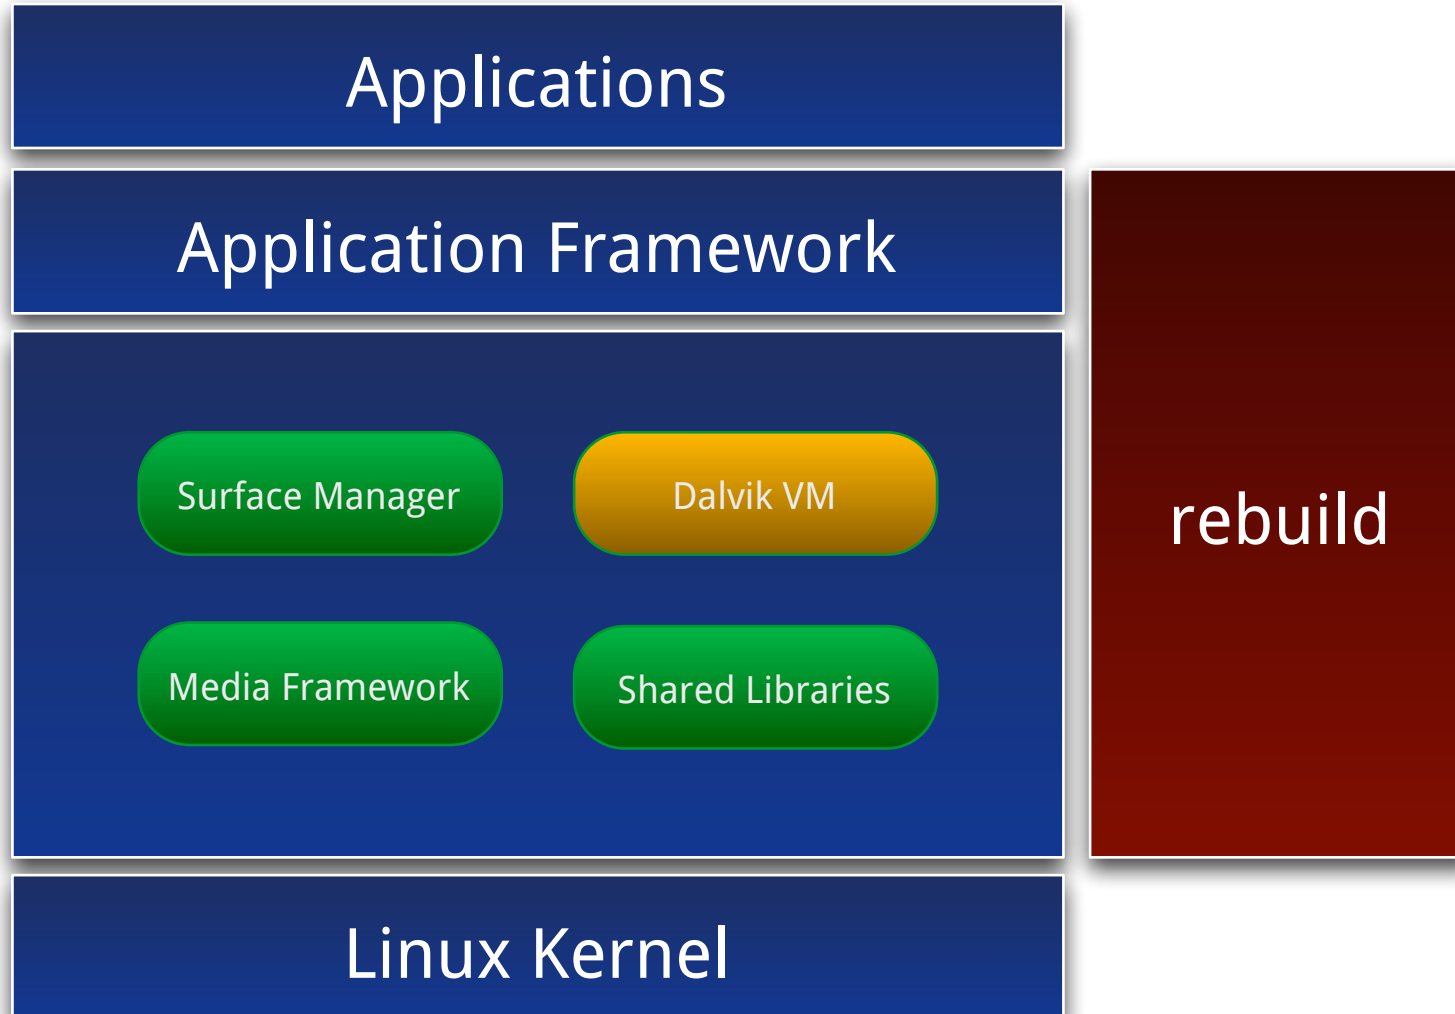 Applications
Application Framework
Surface Manager
Dalvik VM
rebuild
Media Framework
Shared Libraries
Linux Kernel